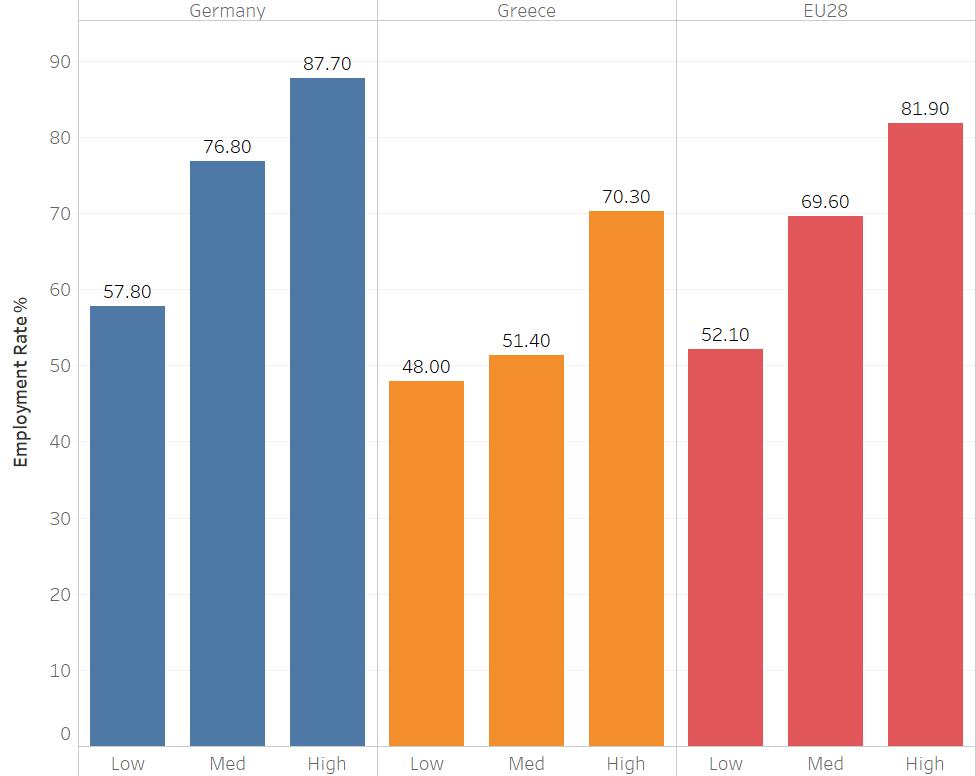 Germany Greece EU28
90
80
70
60
50
40
30
20
10
0
Employment Rate %
57.80 76.80 87.70
48.00 51.40 70.30
52.10 69.60 81.90
Low Med High Low Med High Low Med High